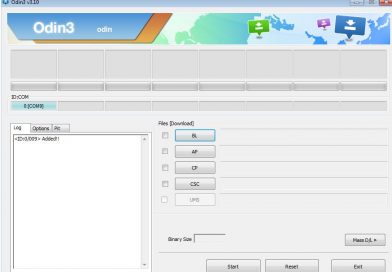 Odin3 v3.10
Odin3 odin
ID:COM
0:[COM9]
Log Options Pit
<ID:0/009> Added!!
Files [Download]
BL
AP
CP
CSC
UMS
Binary Size
Mass D/L ►
Start Reset Exit